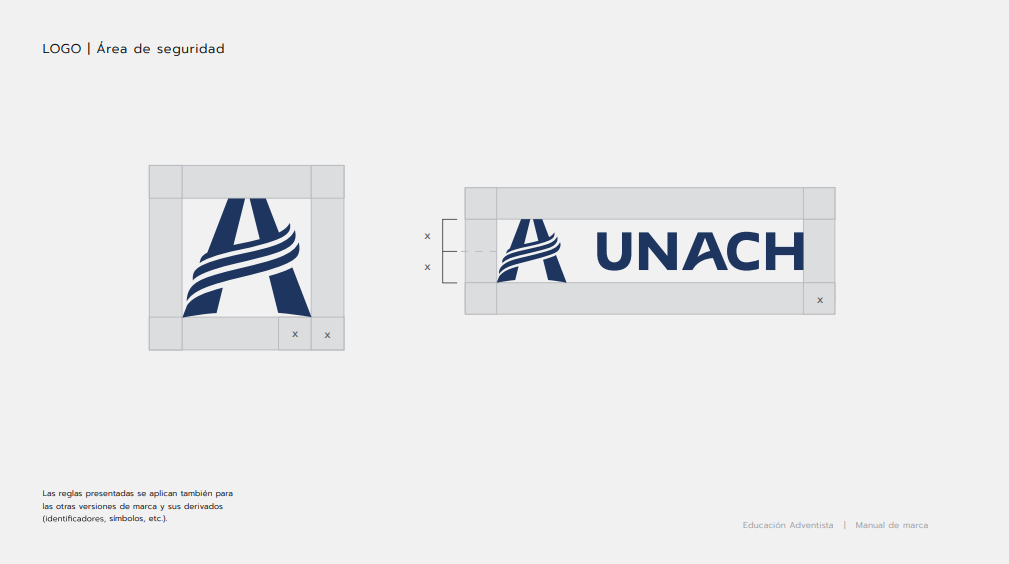 LOGO | Área de seguridad
x
x
UNACH
x
x
x
Las reglas presentadas se aplican también para
las otras versiones de marca y sus derivados
(identificadores, símbolos, etc.).
Educación Adventista | Manual de marca